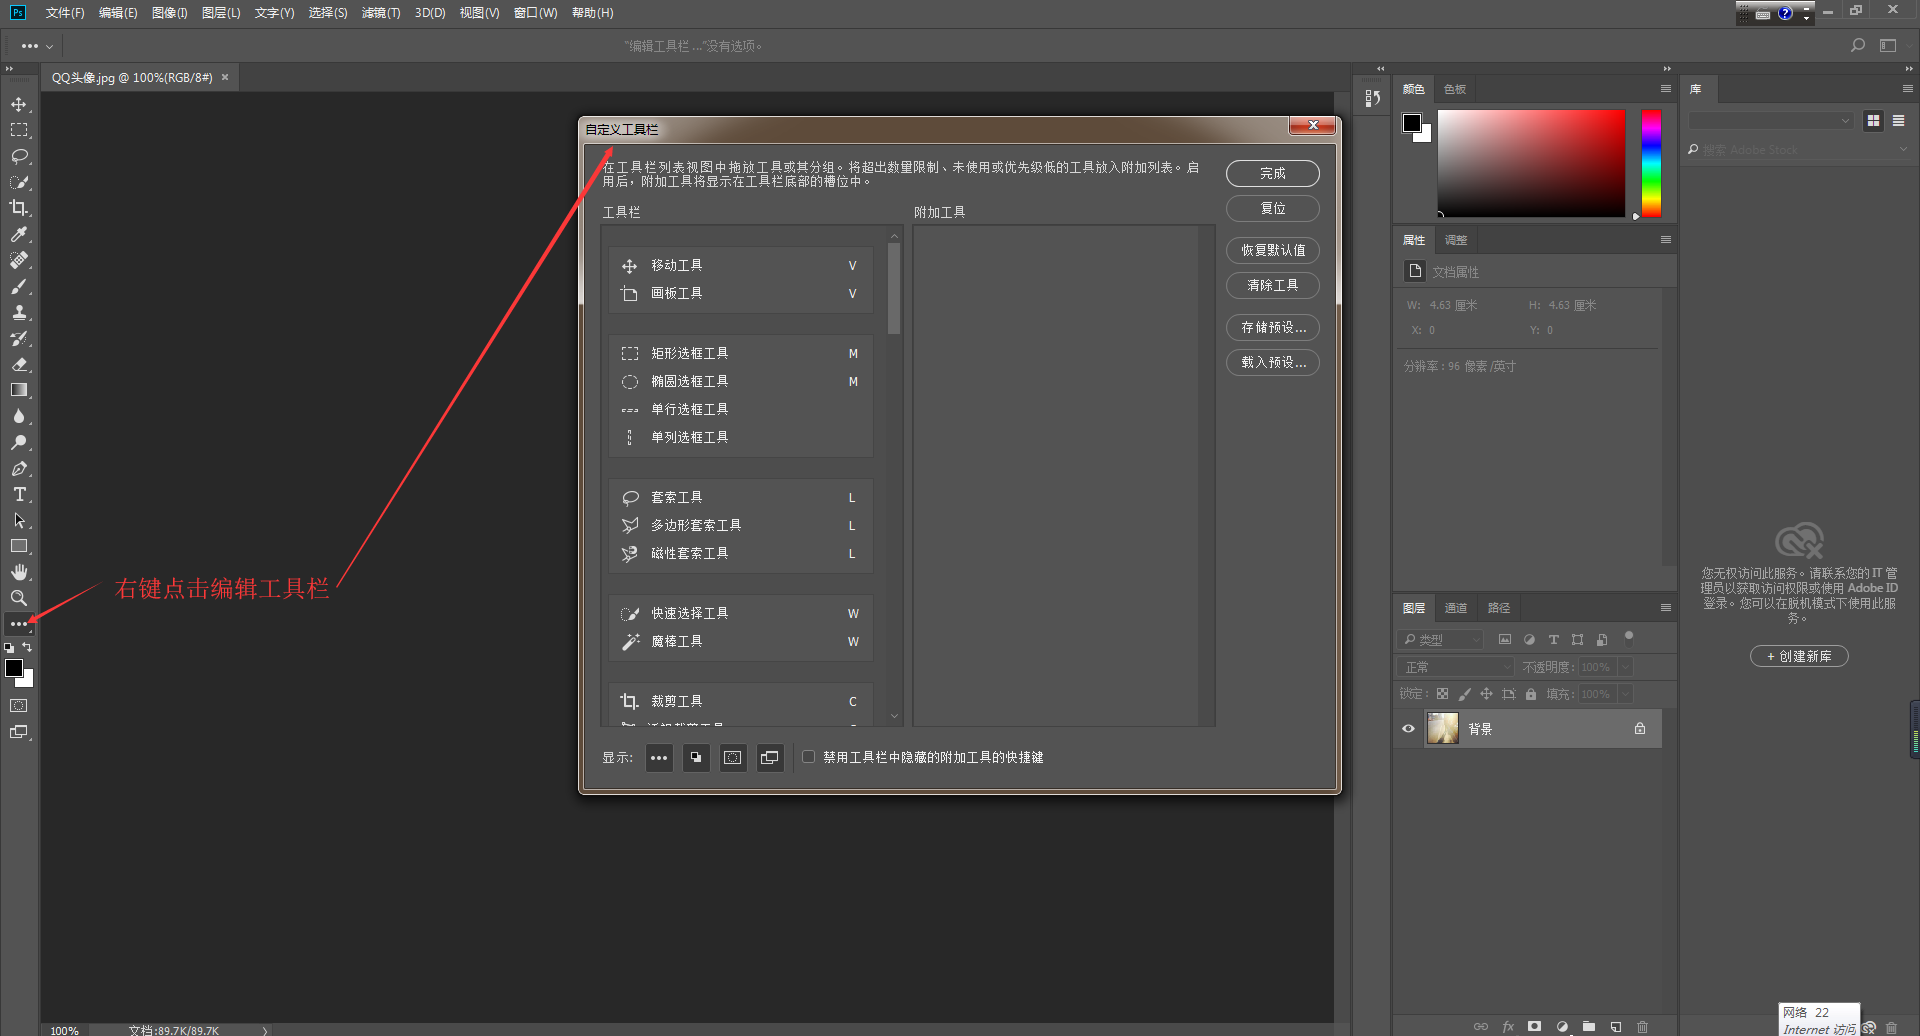 Ps 文件(F) 编辑(E) 图像(I) 图层(L) 文字(Y) 选择(S) 滤镜(T) 3D(D) 视图(V) 窗口(W) 帮助(H)
“编辑工具栏 ...”没有选项。
QQ头像.jpg @ 100%(RGB/8#) ×
自定义工具栏
在工具栏列表视图中拖放工具或其分组。将超出数量限制、未使用或优先级低的工具放入附加列表。启
用后，附加工具将显示在工具栏底部的槽位中。
工具栏
附加工具
移动工具 V
画板工具 V
矩形选框工具 M
椭圆选框工具 M
单行选框工具
单列选框工具
套索工具 L
多边形套索工具 L
磁性套索工具 L
快速选择工具 W
魔棒工具 W
裁剪工具 C
显示:
禁用工具栏中隐藏的附加工具的快捷键
完成
复位
恢复默认值
清除工具
存储预设...
载入预设...
右键点击编辑工具栏
颜色 色板
属性 调整
文档属性
W: 4.63 厘米 H: 4.63 厘米
X: 0 Y: 0
分辨率: 96 像素/英寸
图层 通道 路径
类型
正常 不透明度: 100%
锁定: 填充: 100%
背景
fx
库
搜索 Adobe Stock
您无权访问此服务。请联系您的 IT 管
理员以获取访问权限或使用 Adobe ID
登录。您可以在脱机模式下使用此服
务。
+ 创建新库
网络 22
Internet 访问
100% 文档:89.7K/89.7K